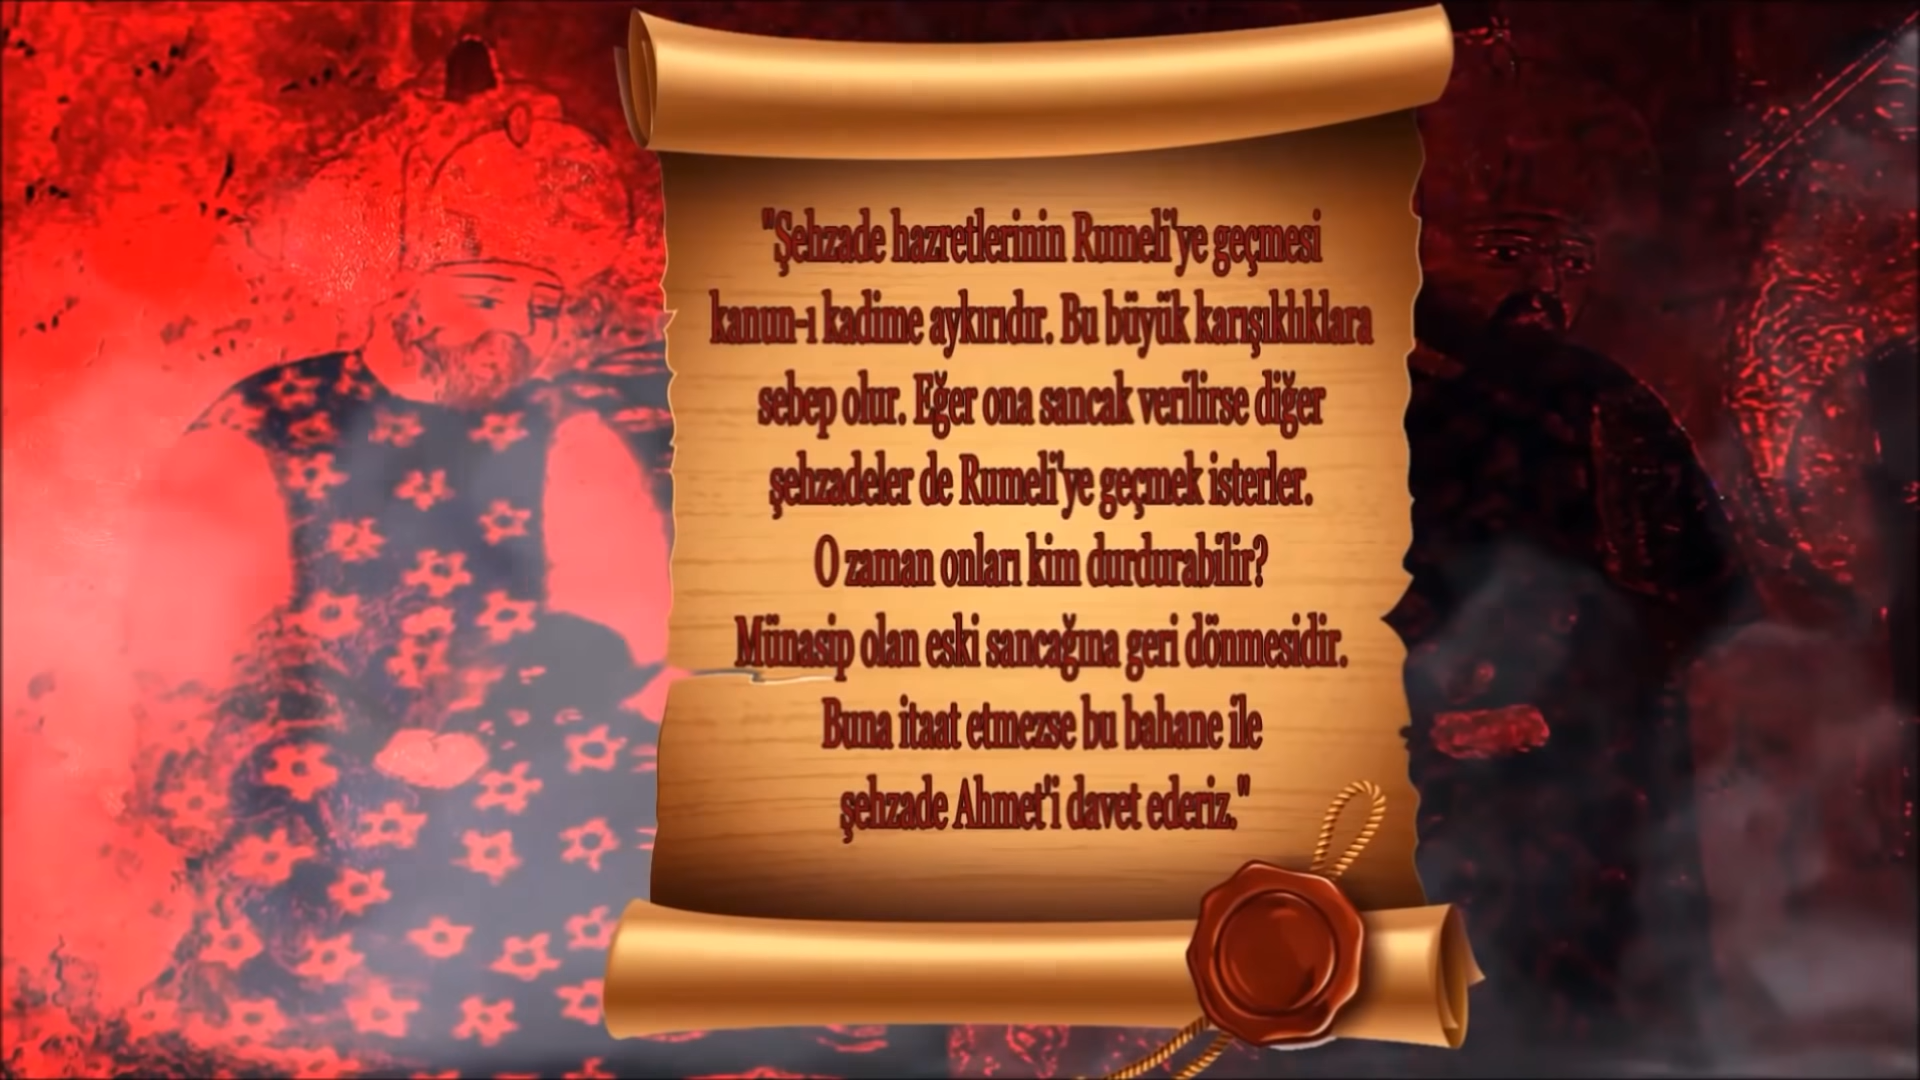 "Şehzade hazretlerinin Rumeli'ye geçmesi
kanun-ı kadime aykırıdır. Bu büyük karışıklıklara
sebep olur. Eğer ona sancak verilirse diğer
şehzadeler de Rumeli'ye geçmek isterler.
O zaman onları kim durdurabilir?
Münasip olan eski sancağına geri dönmesidir.
Buna itaat etmezse bu bahane ile
şehzade Ahmet'i davet ederiz."